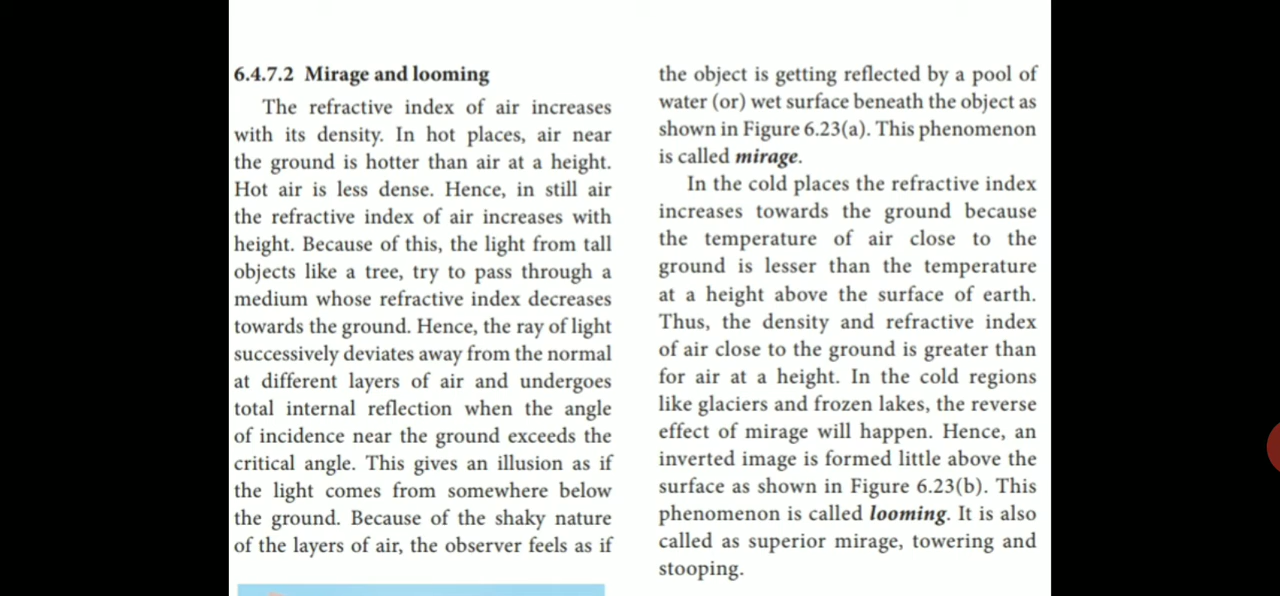 6.4.7.2 Mirage and looming
The refractive index of air increases
with its density. In hot places, air near
the ground is hotter than air at a height.
Hot air is less dense. Hence, in still air
the refractive index of air increases with
height. Because of this, the light from tall
objects like a tree, try to pass through a
medium whose refractive index decreases
towards the ground. Hence, the ray of light
successively deviates away from the normal
at different layers of air and undergoes
total internal reflection when the angle
of incidence near the ground exceeds the
critical angle. This gives an illusion as if
the light comes from somewhere below
the ground. Because of the shaky nature
of the layers of air, the observer feels as if
the object is getting reflected by a pool of
water (or) wet surface beneath the object as
shown in Figure 6.23(a). This phenomenon
is called mirage.
In the cold places the refractive index
increases towards the ground because
the temperature of air close to the
ground is lesser than the temperature
at a height above the surface of earth.
Thus, the density and refractive index
of air close to the ground is greater than
for air at a height. In the cold regions
like glaciers and frozen lakes, the reverse
effect of mirage will happen. Hence, an
inverted image is formed little above the
surface as shown in Figure 6.23(b). This
phenomenon is called looming. It is also
called as superior mirage, towering and
stooping.